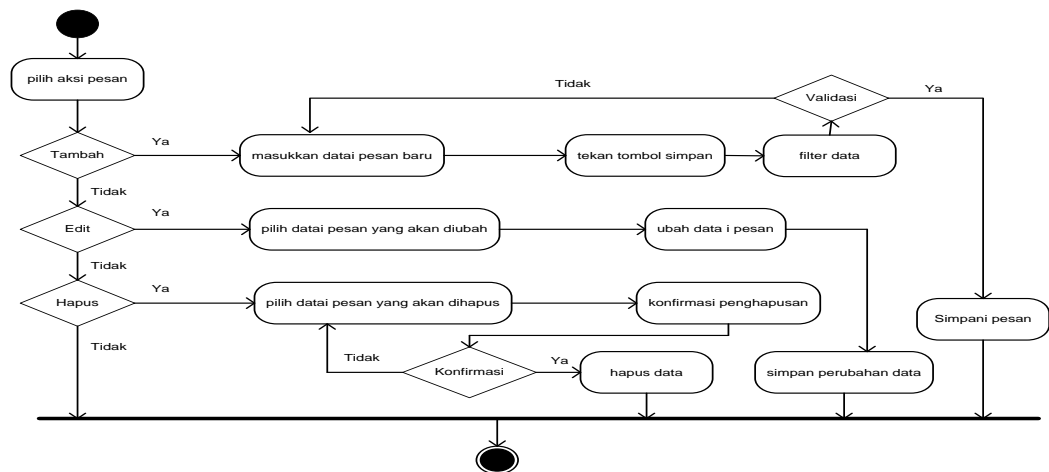 pilih aksi pesan
Tidak
Validasi
Ya
Tambah
Ya
masukkan datai pesan baru
tekan tombol simpan
filter data
Tidak
Edit
Ya
pilih datai pesan yang akan diubah
ubah data i pesan
Tidak
Hapus
Ya
pilih datai pesan yang akan dihapus
konfirmasi penghapusan
Simpani pesan
Tidak
Tidak
Konfirmasi
Ya
hapus data
simpan perubahan data